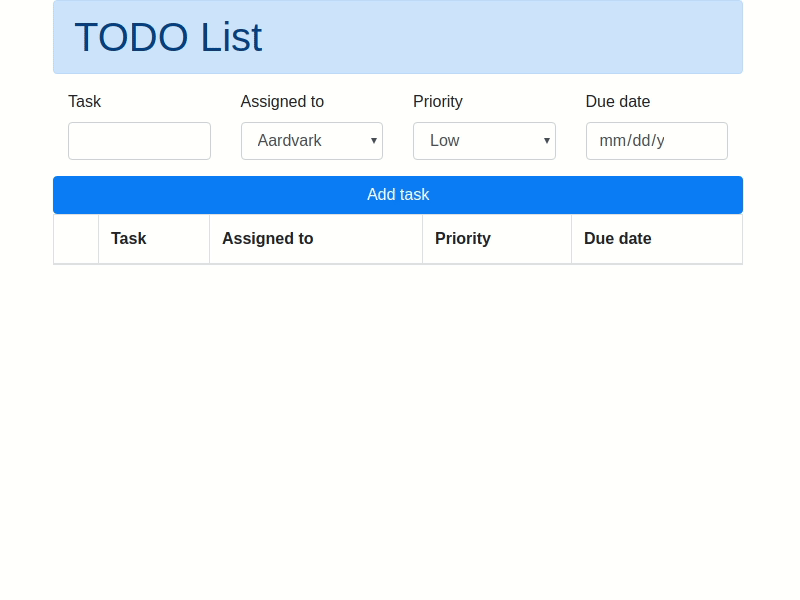 TODO List
Task Assigned to Priority Due date
Aardvark Low mm/dd/y
Add task
Task Assigned to Priority Due date